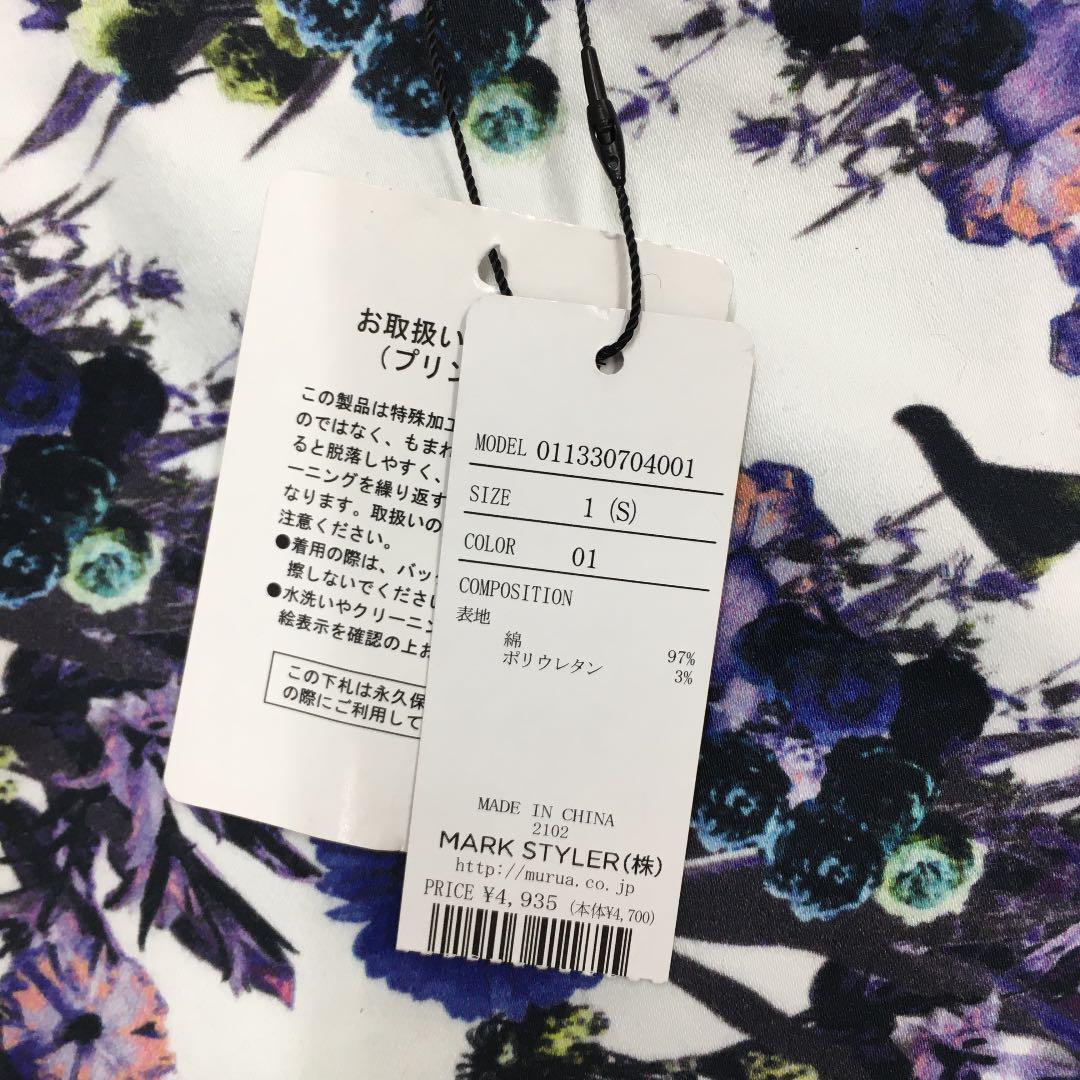 お取扱い
（プリン
この製品は特殊加工
のではなく、もまれ
ると脱落しやすく、
ーニングを繰り返す
なります。取扱いの
注意ください。
●着用の際は、バッ
擦しないでください
●水洗いやクリーニン
絵表示を確認の上お
この下札は永久保
の際にご利用して
MODEL 011330704001
SIZE 1 (S)
COLOR 01
COMPOSITION
表地
綿 97%
ポリウレタン 3%
MADE IN CHINA
2102
MARK STYLER(株)
http://murua.co.jp
PRICE ¥4,935 (本体¥4,700)